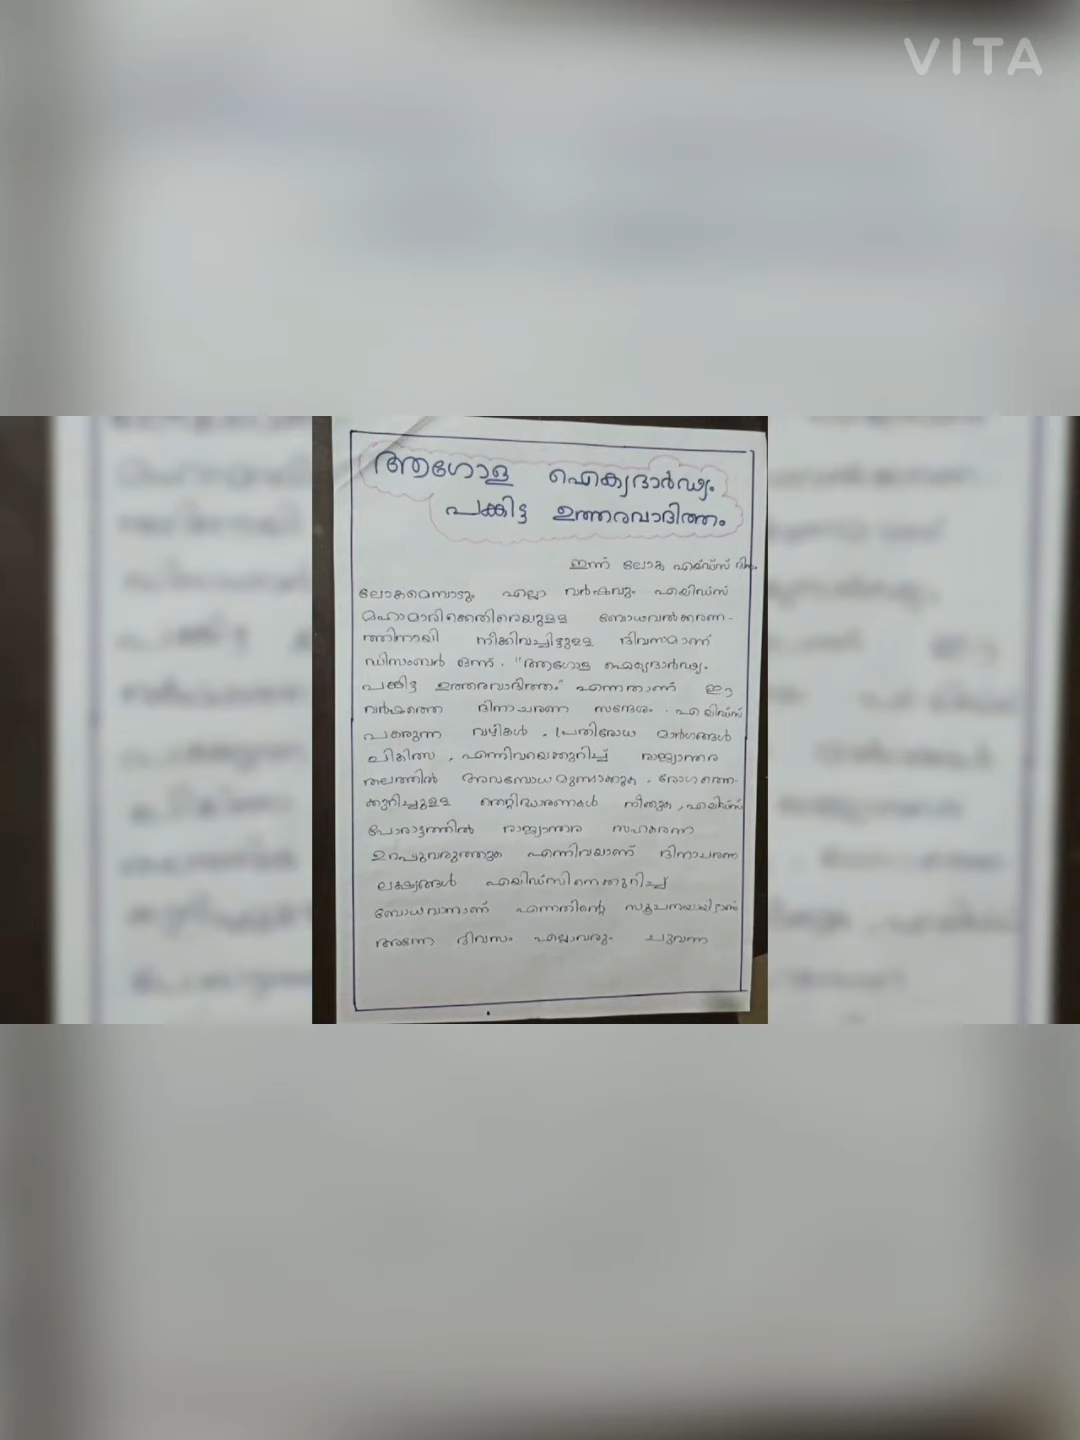 VITA
ആഗോള ഐക്യദാർഢ്യം
പങ്കിട്ട ഉത്തരവാദിത്തം
ഇന്ന് ലോക എയ്ഡ്സ് ദിനം
ലോകമെമ്പാടും എല്ലാ വർഷവും എയിഡ്സ്
മഹാമാരിക്കെതിരെയുള്ള ബോധവൽക്കരണ-
ത്തിനായി നീക്കിവച്ചിട്ടുള്ള ദിവസമാണ്
ഡിസംബർ ഒന്ന്. "ആഗോള ഐക്യദാർഢ്യം
പങ്കിട്ട ഉത്തരവാദിത്തം" എന്നതാണ് ഈ
വർഷത്തെ ദിനാചരണ സന്ദേശം. എയിഡ്സ്
പകരുന്ന വഴികൾ, പ്രതിരോധ മാർഗങ്ങൾ
ചികിത്സ, എന്നിവയെക്കുറിച്ച് രാജ്യാന്തര
തലത്തിൽ അവബോധമുണ്ടാക്കുക, രോഗത്തെ-
ക്കുറിച്ചുള്ള തെറ്റിദ്ധാരണകൾ നീക്കുക, എയിഡ്സ്
പോരാട്ടത്തിൽ രാജ്യാന്തര സഹകരണ
ഉറപ്പുവരുത്തുക എന്നിവയാണ് ദിനാചരണ
ലക്ഷ്യങ്ങൾ എയിഡ്സിനെക്കുറിച്ച്
ബോധവാനാണ് എന്നതിന്റെ സൂചനയായിട്ടാണ്
അന്നേ ദിവസം എല്ലാവരും ചുവന്ന